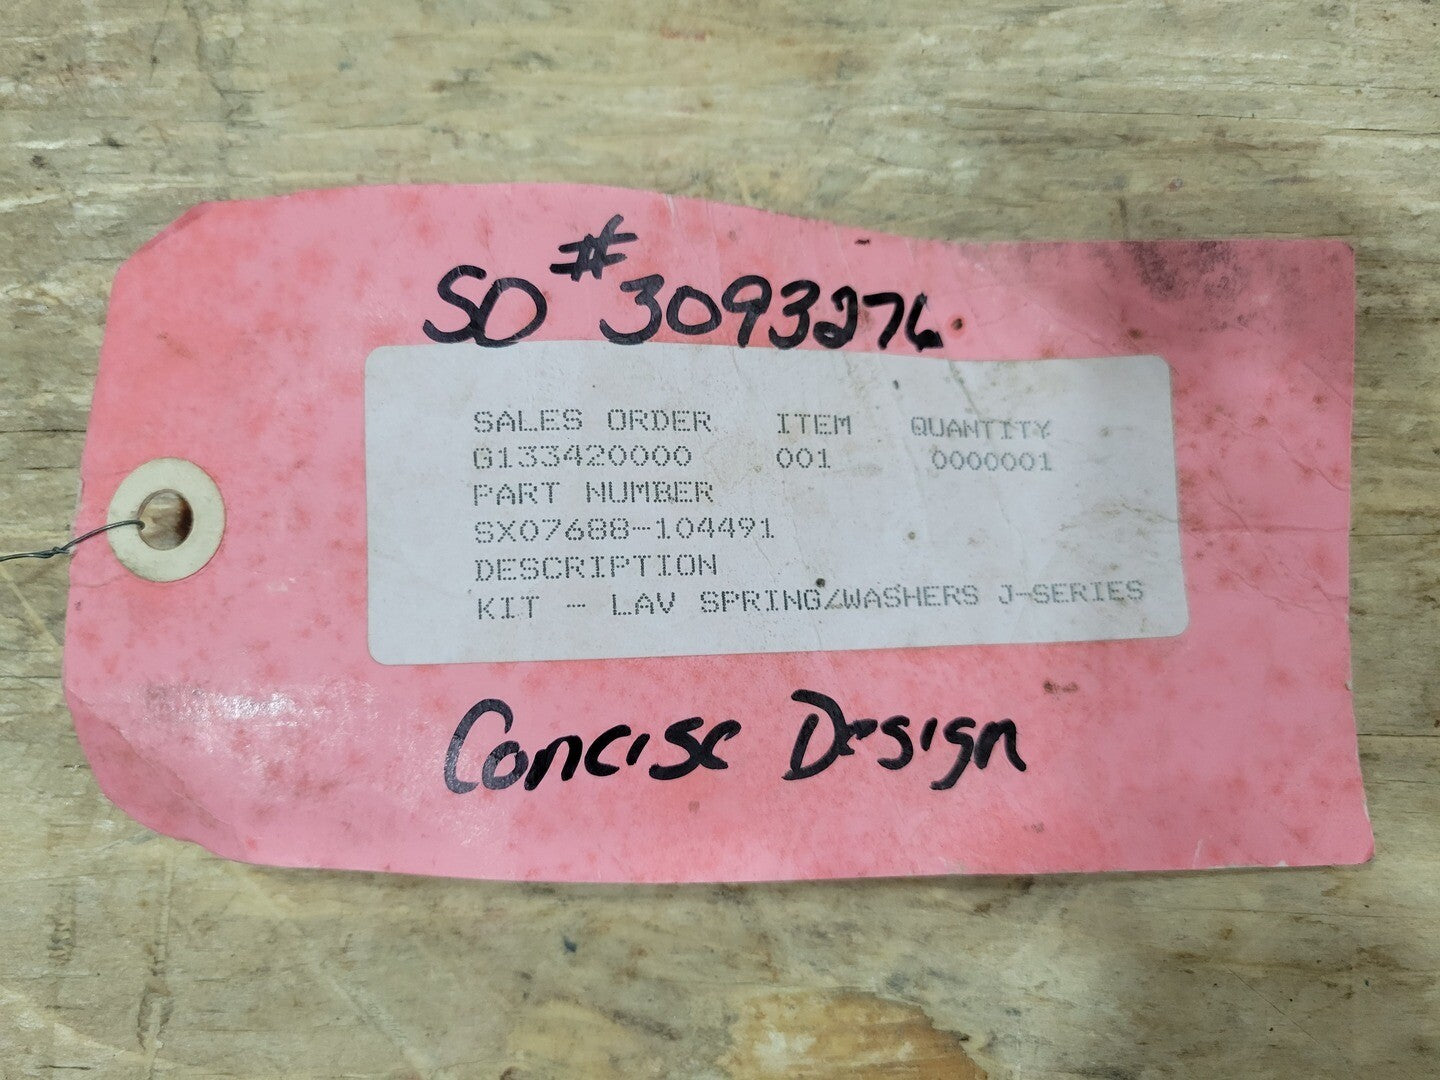 SO # 3093276
SALES ORDER ITEM QUANTITY
G133420000 001 0000001
PART NUMBER
SX07688-104491
DESCRIPTION
KIT - LAV SPRING/WASHERS J-SERIES
Concise Design